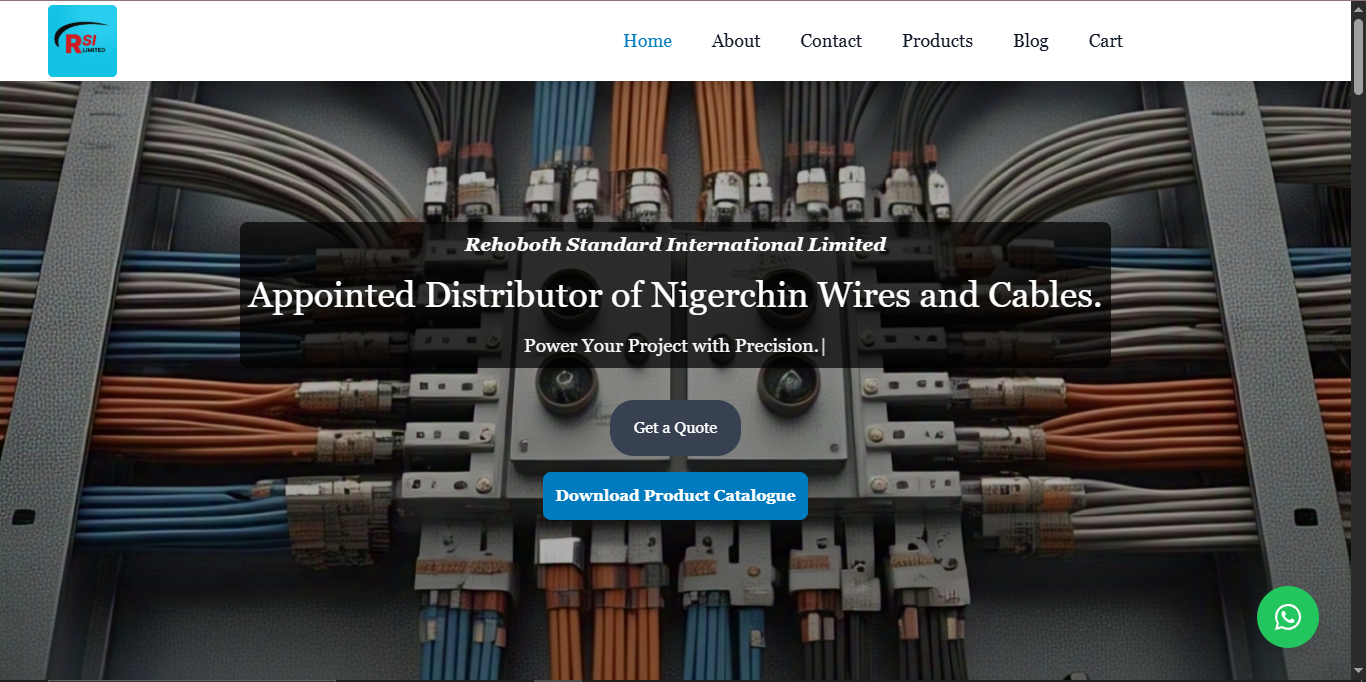 RSI
LIMITED
Home About Contact Products Blog Cart
Rehoboth Standard International Limited
Appointed Distributor of Nigerchin Wires and Cables.
Power Your Project with Precision.|
Get a Quote
Download Product Catalogue